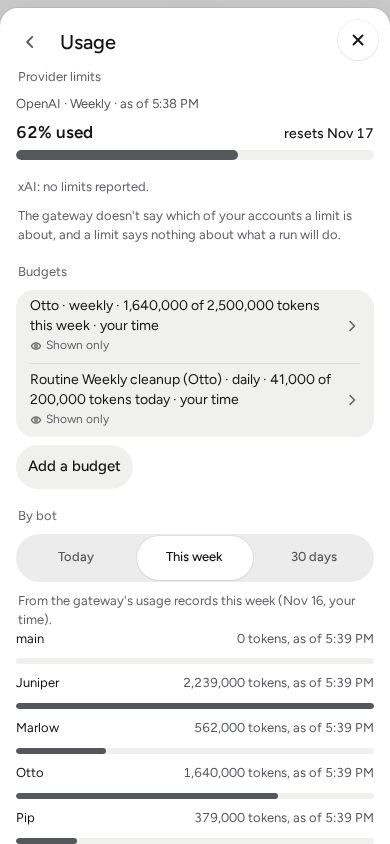 Usage
Provider limits
OpenAI · Weekly · as of 5:38 PM
62% used
resets Nov 17
xAI: no limits reported.
The gateway doesn't say which of your accounts a limit is
about, and a limit says nothing about what a run will do.
Budgets
Otto · weekly · 1,640,000 of 2,500,000 tokens
this week · your time
Shown only
Routine Weekly cleanup (Otto) · daily · 41,000 of
200,000 tokens today · your time
Shown only
Add a budget
By bot
Today
This week
30 days
From the gateway's usage records this week (Nov 16, your
time).
main
0 tokens, as of 5:39 PM
Juniper
2,239,000 tokens, as of 5:39 PM
Marlow
562,000 tokens, as of 5:39 PM
Otto
1,640,000 tokens, as of 5:39 PM
Pip
379,000 tokens, as of 5:39 PM